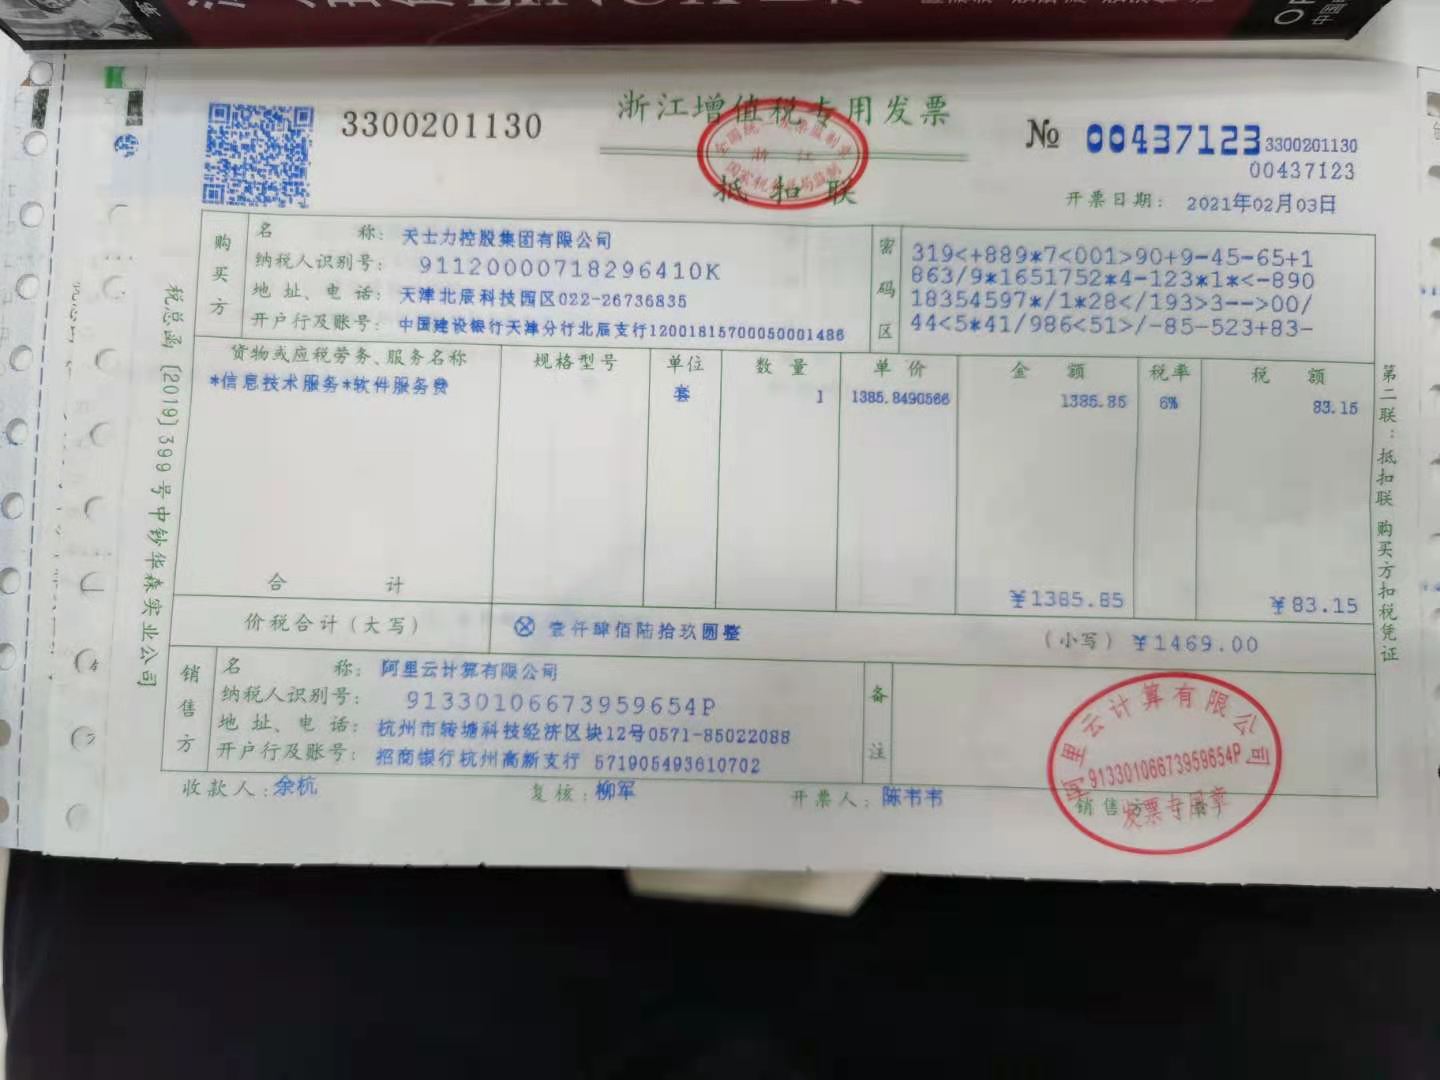 3300201130
浙江增值税专用发票
抵扣联
全国统一发票监制章
浙 江
国家税务总局监制
№ 00437123
3300201130
00437123
开票日期: 2021年02月03日
购买方
名 称: 天士力控股集团有限公司
纳税人识别号: 91120000718296410K
地 址、电 话: 天津北辰科技园区022-26736835
开户行及账号: 中国建设银行天津分行北辰支行12001815700050001486
密码区
319<+889*7<001>90+9-45-65+1
863/9*1651752*4-123*1*<-890
18354597*/1*28</193>3-->00/
44<5*41/986<51>/-85-523+83-
货物或应税劳务、服务名称 规格型号 单位 数 量 单 价 金 额 税率 税 额
*信息技术服务*软件服务费 套 1 1385.8490566 1385.85 6% 83.15
合 计 ¥1385.85 ¥83.15
价税合计(大写) ⊗ 壹仟肆佰陆拾玖圆整 (小写) ¥1469.00
销售方
名 称: 阿里云计算有限公司
纳税人识别号: 91330106673959654P
地 址、电 话: 杭州市转塘科技经济区块12号0571-85022088
开户行及账号: 招商银行杭州高新支行 571905493610702
备注
收款人: 余杭 复核: 柳军 开票人: 陈韦韦 销售方
阿里云计算有限公司
91330106673959654P
发票专用章
税总函[2019]399号中钞华森实业公司
第二联:抵扣联 购买方扣税凭证